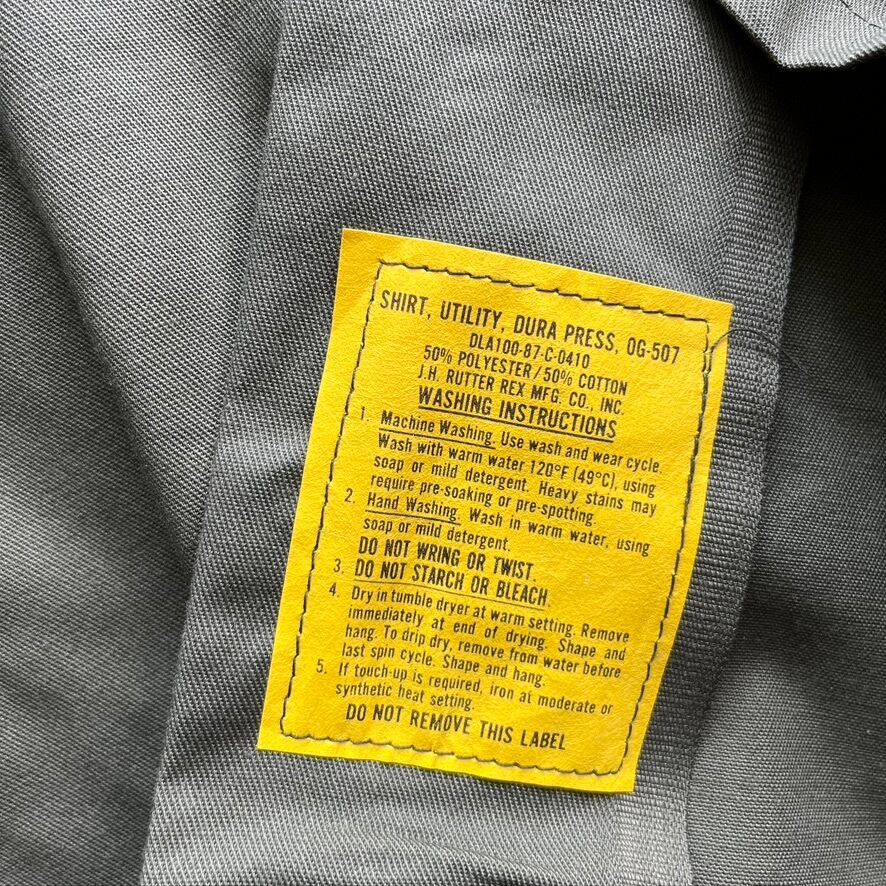 SHIRT, UTILITY, DURA PRESS, OG-507
DLA100-87-C-0410
50% POLYESTER/50% COTTON
J.H. RUTTER REX MFG. CO., INC.
WASHING INSTRUCTIONS
1. Machine Washing. Use wash and wear cycle.
Wash with warm water 120°F (49°C), using
soap or mild detergent. Heavy stains may
require pre-soaking or pre-spotting.
2. Hand Washing. Wash in warm water, using
soap or mild detergent.
DO NOT WRING OR TWIST.
3. DO NOT STARCH OR BLEACH.
4. Dry in tumble dryer at warm setting. Remove
immediately at end of drying. Shape and
hang. To drip dry, remove from water before
last spin cycle. Shape and hang.
5. If touch-up is required, iron at moderate or
synthetic heat setting.
DO NOT REMOVE THIS LABEL